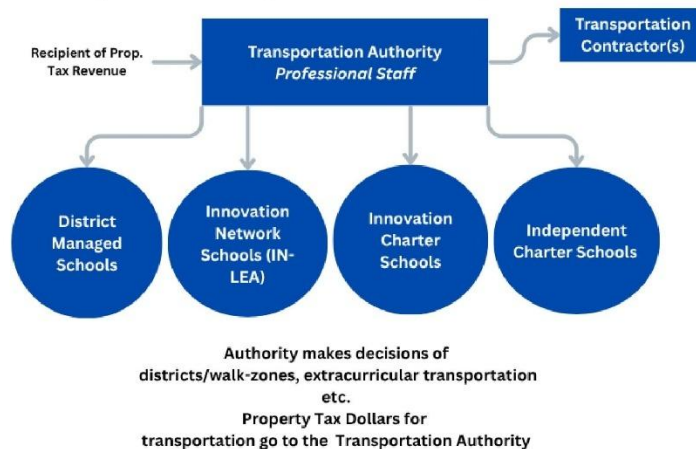 Recipient of Prop.
Tax Revenue
Transportation Authority
Professional Staff
Transportation
Contractor(s)
District
Managed
Schools
Innovation
Network
Schools (IN-
LEA)
Innovation
Charter
Schools
Independent
Charter Schools
Authority makes decisions of
districts/walk-zones, extracurricular transportation
etc.
Property Tax Dollars for
transportation go to the Transportation Authority